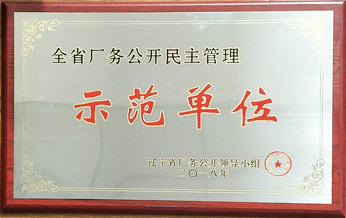 全省厂务公开民主管理
示范单位
辽宁省厂务公开领导小组
二〇一八年